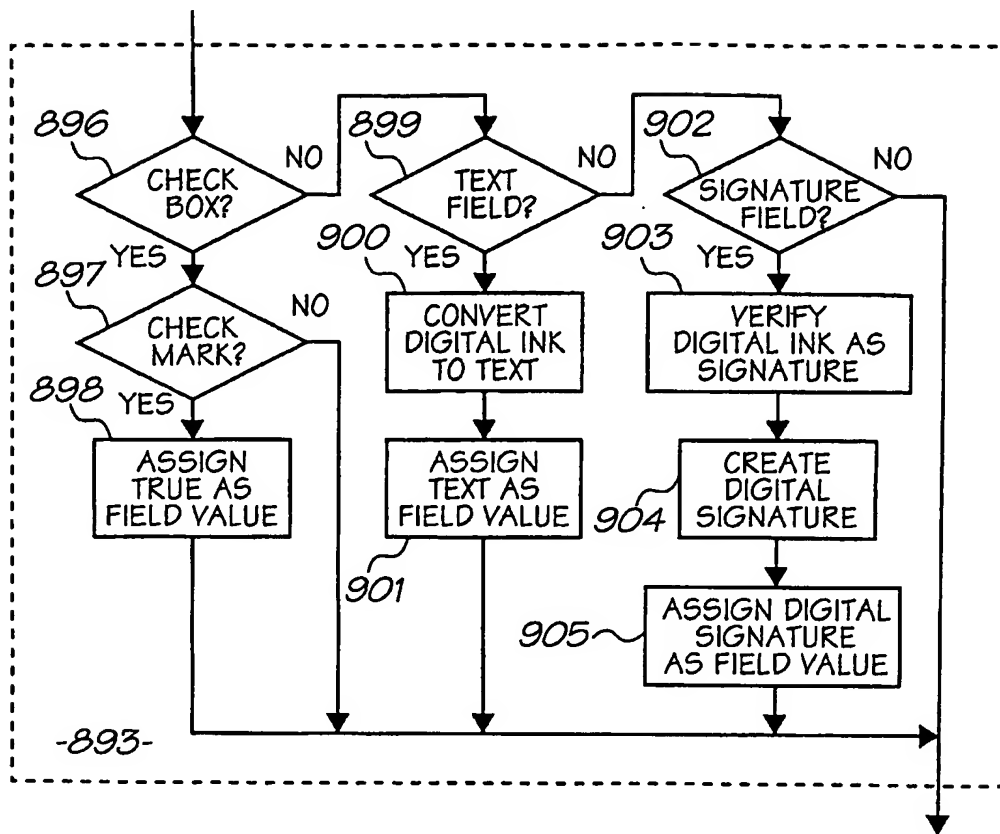 896
CHECK
BOX?
NO
YES
897
CHECK
MARK?
NO
YES
898
ASSIGN
TRUE AS
FIELD VALUE
899
TEXT
FIELD?
NO
YES
900
CONVERT
DIGITAL INK
TO TEXT
ASSIGN
TEXT AS
FIELD VALUE
901
902
SIGNATURE
FIELD?
NO
YES
903
VERIFY
DIGITAL INK AS
SIGNATURE
CREATE
DIGITAL
SIGNATURE
904
ASSIGN DIGITAL
SIGNATURE
AS FIELD VALUE
905
-893-